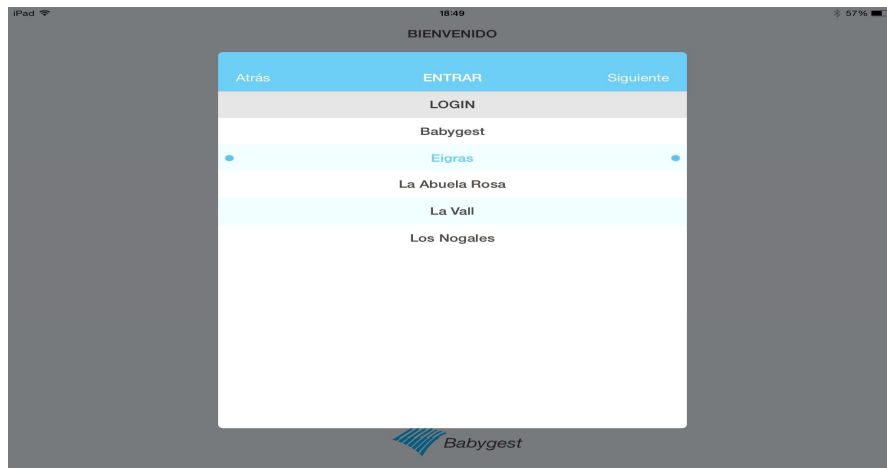 iPad 18:49 57%
BIENVENIDO
Atrás ENTRAR Siguiente
LOGIN
Babygest
Eigras
La Abuela Rosa
La Vall
Los Nogales
Babygest